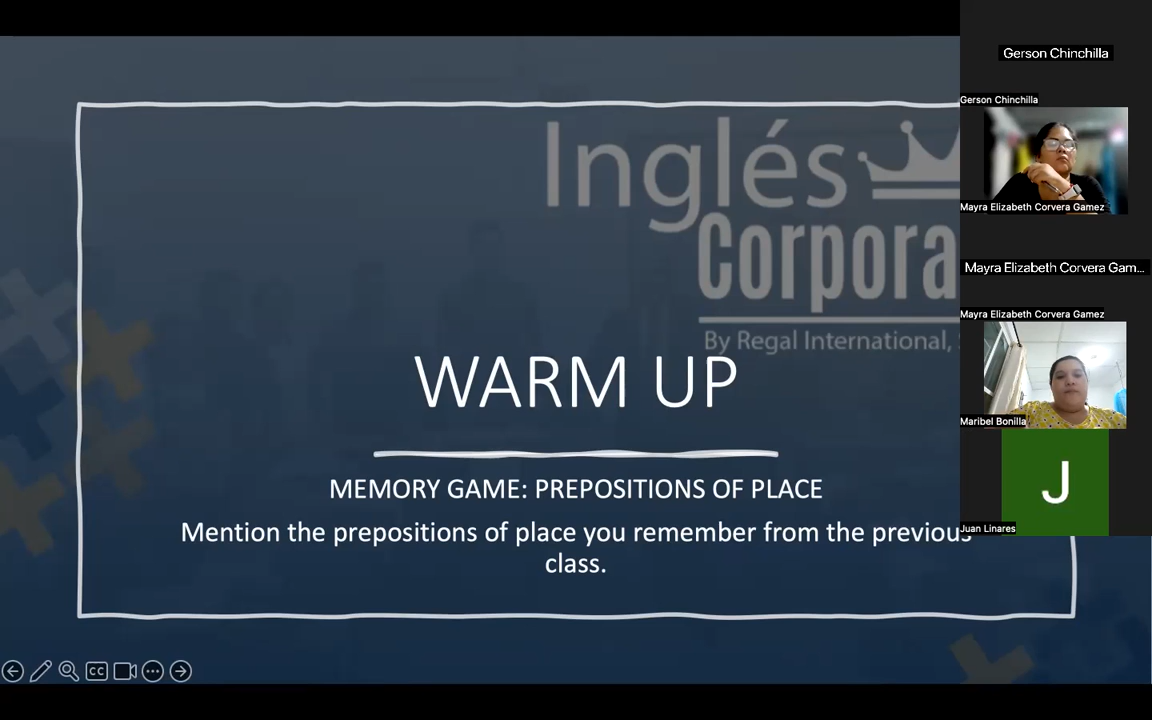 Gerson Chinchilla
Gerson Chinchilla
Mayra Elizabeth Corvera Gamez
Mayra Elizabeth Corvera Gam...
Mayra Elizabeth Corvera Gamez
Maribel Bonilla
J
Juan Linares
Inglés
Corpora
By Regal International,
WARM UP
MEMORY GAME: PREPOSITIONS OF PLACE
Mention the prepositions of place you remember from the previous
class.
CC